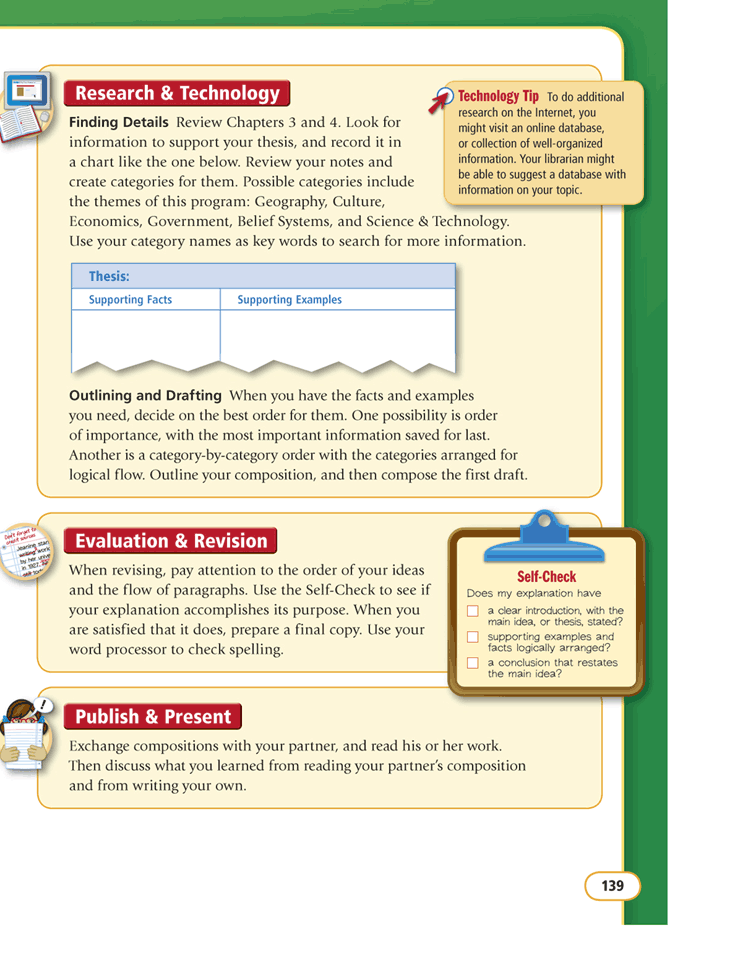 Research & Technology
Finding Details Review Chapters 3 and 4. Look for
information to support your thesis, and record it in
a chart like the one below. Review your notes and
create categories for them. Possible categories include
the themes of this program: Geography, Culture,
Economics, Government, Belief Systems, and Science & Technology.
Use your category names as key words to search for more information.
Technology Tip To do additional
research on the Internet, you
might visit an online database,
or collection of well-organized
information. Your librarian might
be able to suggest a database with
information on your topic.
Thesis:
Supporting Facts Supporting Examples
Outlining and Drafting When you have the facts and examples
you need, decide on the best order for them. One possibility is order
of importance, with the most important information saved for last.
Another is a category-by-category order with the categories arranged for
logical flow. Outline your composition, and then compose the first draft.
Don't forget to
Jeanine star
writing work
by her unive
in 1927,
Evaluation & Revision
When revising, pay attention to the order of your ideas
and the flow of paragraphs. Use the Self-Check to see if
your explanation accomplishes its purpose. When you
are satisfied that it does, prepare a final copy. Use your
word processor to check spelling.
Self-Check
Does my explanation have
a clear introduction, with the
main idea, or thesis, stated?
supporting examples and
facts logically arranged?
a conclusion that restates
the main idea?
!
Publish & Present
Exchange compositions with your partner, and read his or her work.
Then discuss what you learned from reading your partner's composition
and from writing your own.
139